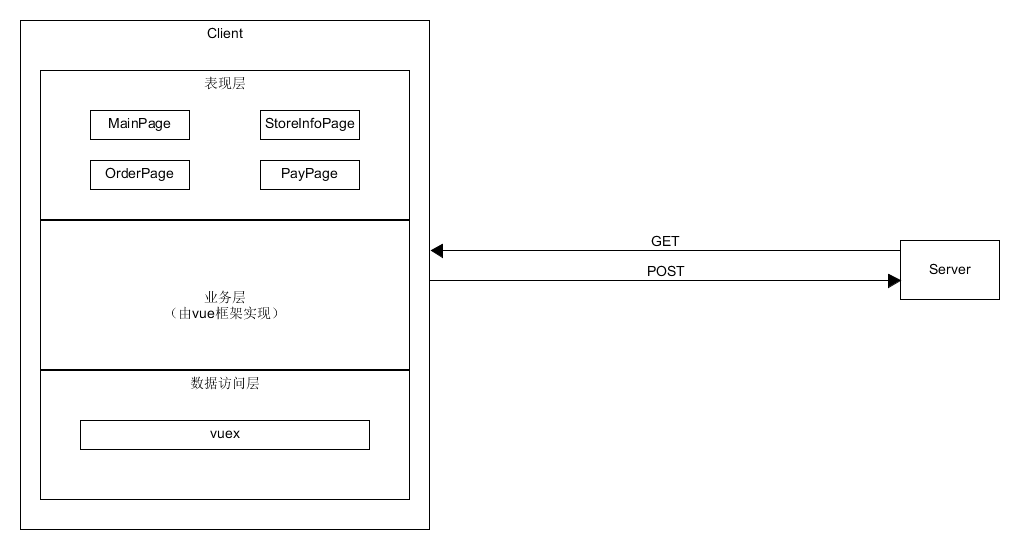 Client
表现层
MainPage
StoreInfoPage
OrderPage
PayPage
GET
POST
Server
业务层
（由vue框架实现）
数据访问层
vuex